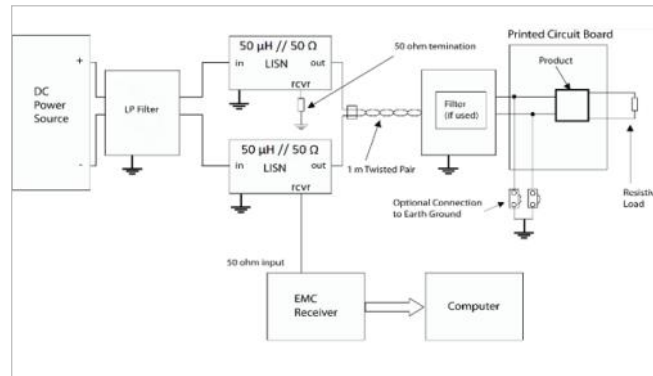 Printed Circuit Board
50 μH // 50 Ω
50 ohm temination
Product
+
in
out
LISN
rcvr
DC
Power
Source
LP Filter
Filter
(If used)
50 μH // 50 Ω
in
out
LISN
rcvr
-
1 m Twisted Pair
Optional Connection
to Earth Ground
Resistiv
Load
50 ohm input
EMC
Receiver
Computer